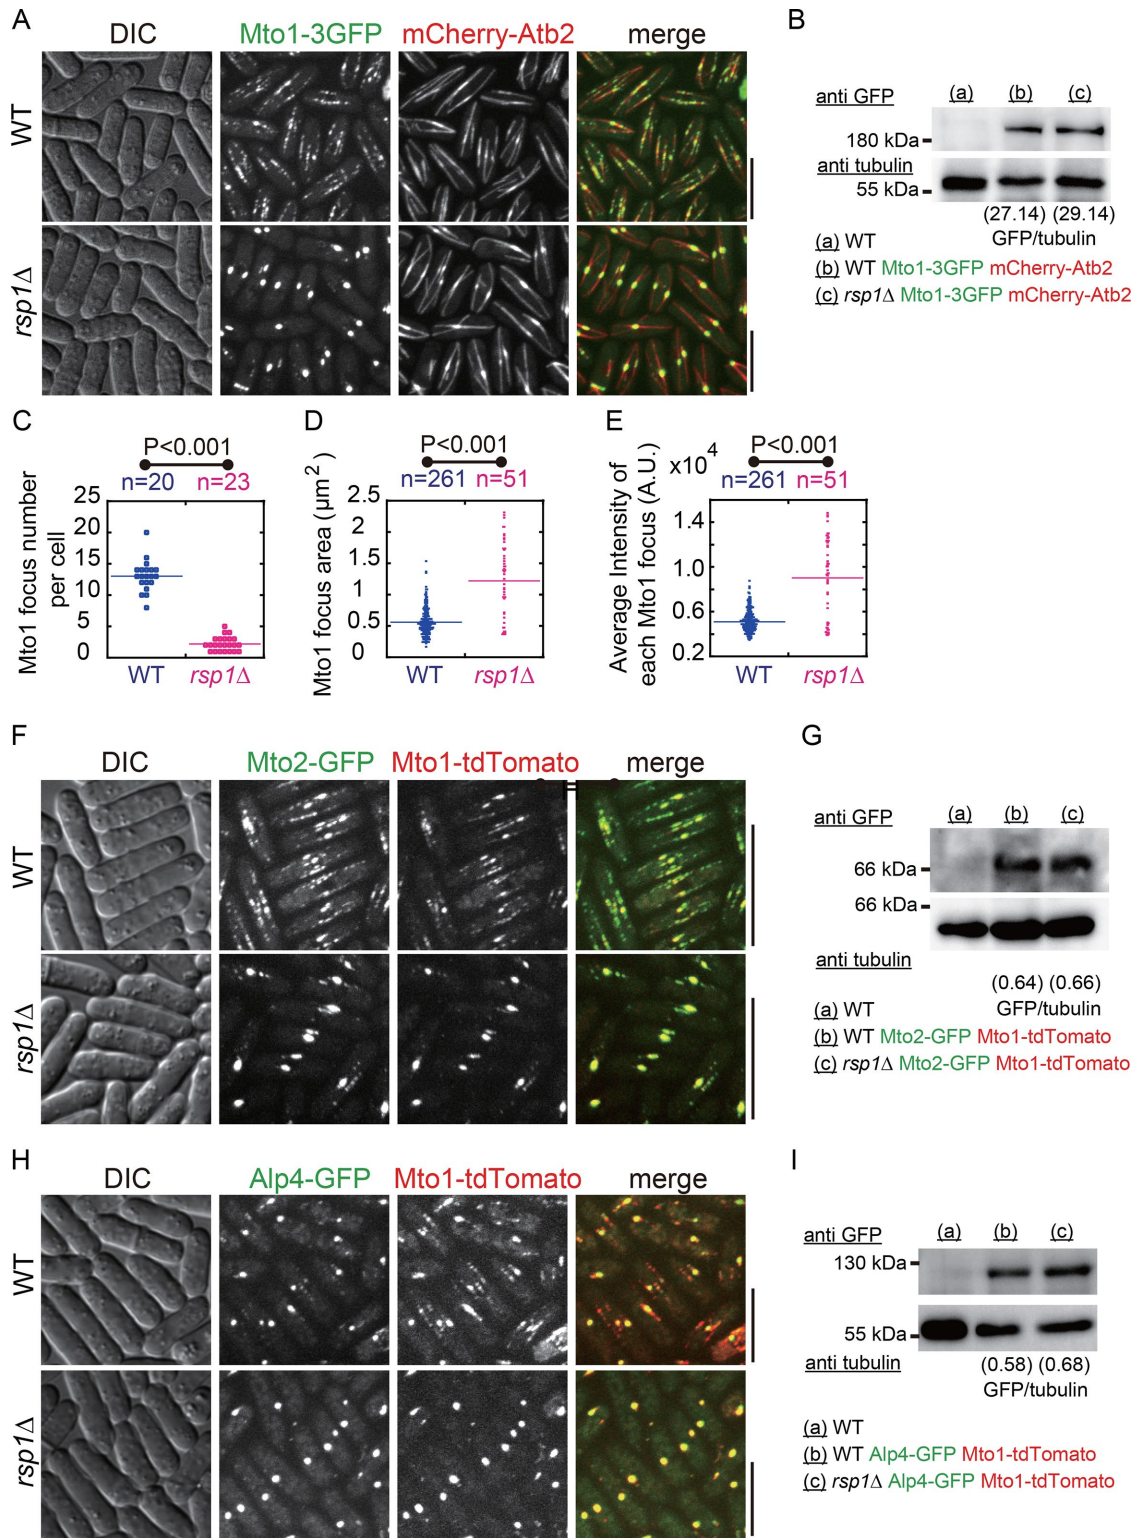 A
DIC Mto1-3GFP mCherry-Atb2 merge
WT
rsp1Δ
B
anti GFP (a) (b) (c)
180 kDa
anti tubulin
55 kDa
(27.14) (29.14)
GFP/tubulin
(a) WT
(b) WT Mto1-3GFP mCherry-Atb2
(c) rsp1Δ Mto1-3GFP mCherry-Atb2
C
P<0.001
n=20 n=23
Mto1 focus number
per cell
25
20
15
10
5
0
WT rsp1Δ
D
P<0.001
n=261 n=51
Mto1 focus area (µm²)
2.5
2
1.5
1
0.5
0
WT rsp1Δ
E
P<0.001
x10⁴ n=261 n=51
Average Intensity of
each Mto1 focus (A.U.)
1.4
1.0
0.6
0.2
WT rsp1Δ
F
DIC Mto2-GFP Mto1-tdTomato merge
WT
rsp1Δ
G
anti GFP (a) (b) (c)
66 kDa
66 kDa
anti tubulin
(0.64) (0.66)
GFP/tubulin
(a) WT
(b) WT Mto2-GFP Mto1-tdTomato
(c) rsp1Δ Mto2-GFP Mto1-tdTomato
H
DIC Alp4-GFP Mto1-tdTomato merge
WT
rsp1Δ
I
anti GFP (a) (b) (c)
130 kDa
55 kDa
anti tubulin (0.58) (0.68)
GFP/tubulin
(a) WT
(b) WT Alp4-GFP Mto1-tdTomato
(c) rsp1Δ Alp4-GFP Mto1-tdTomato